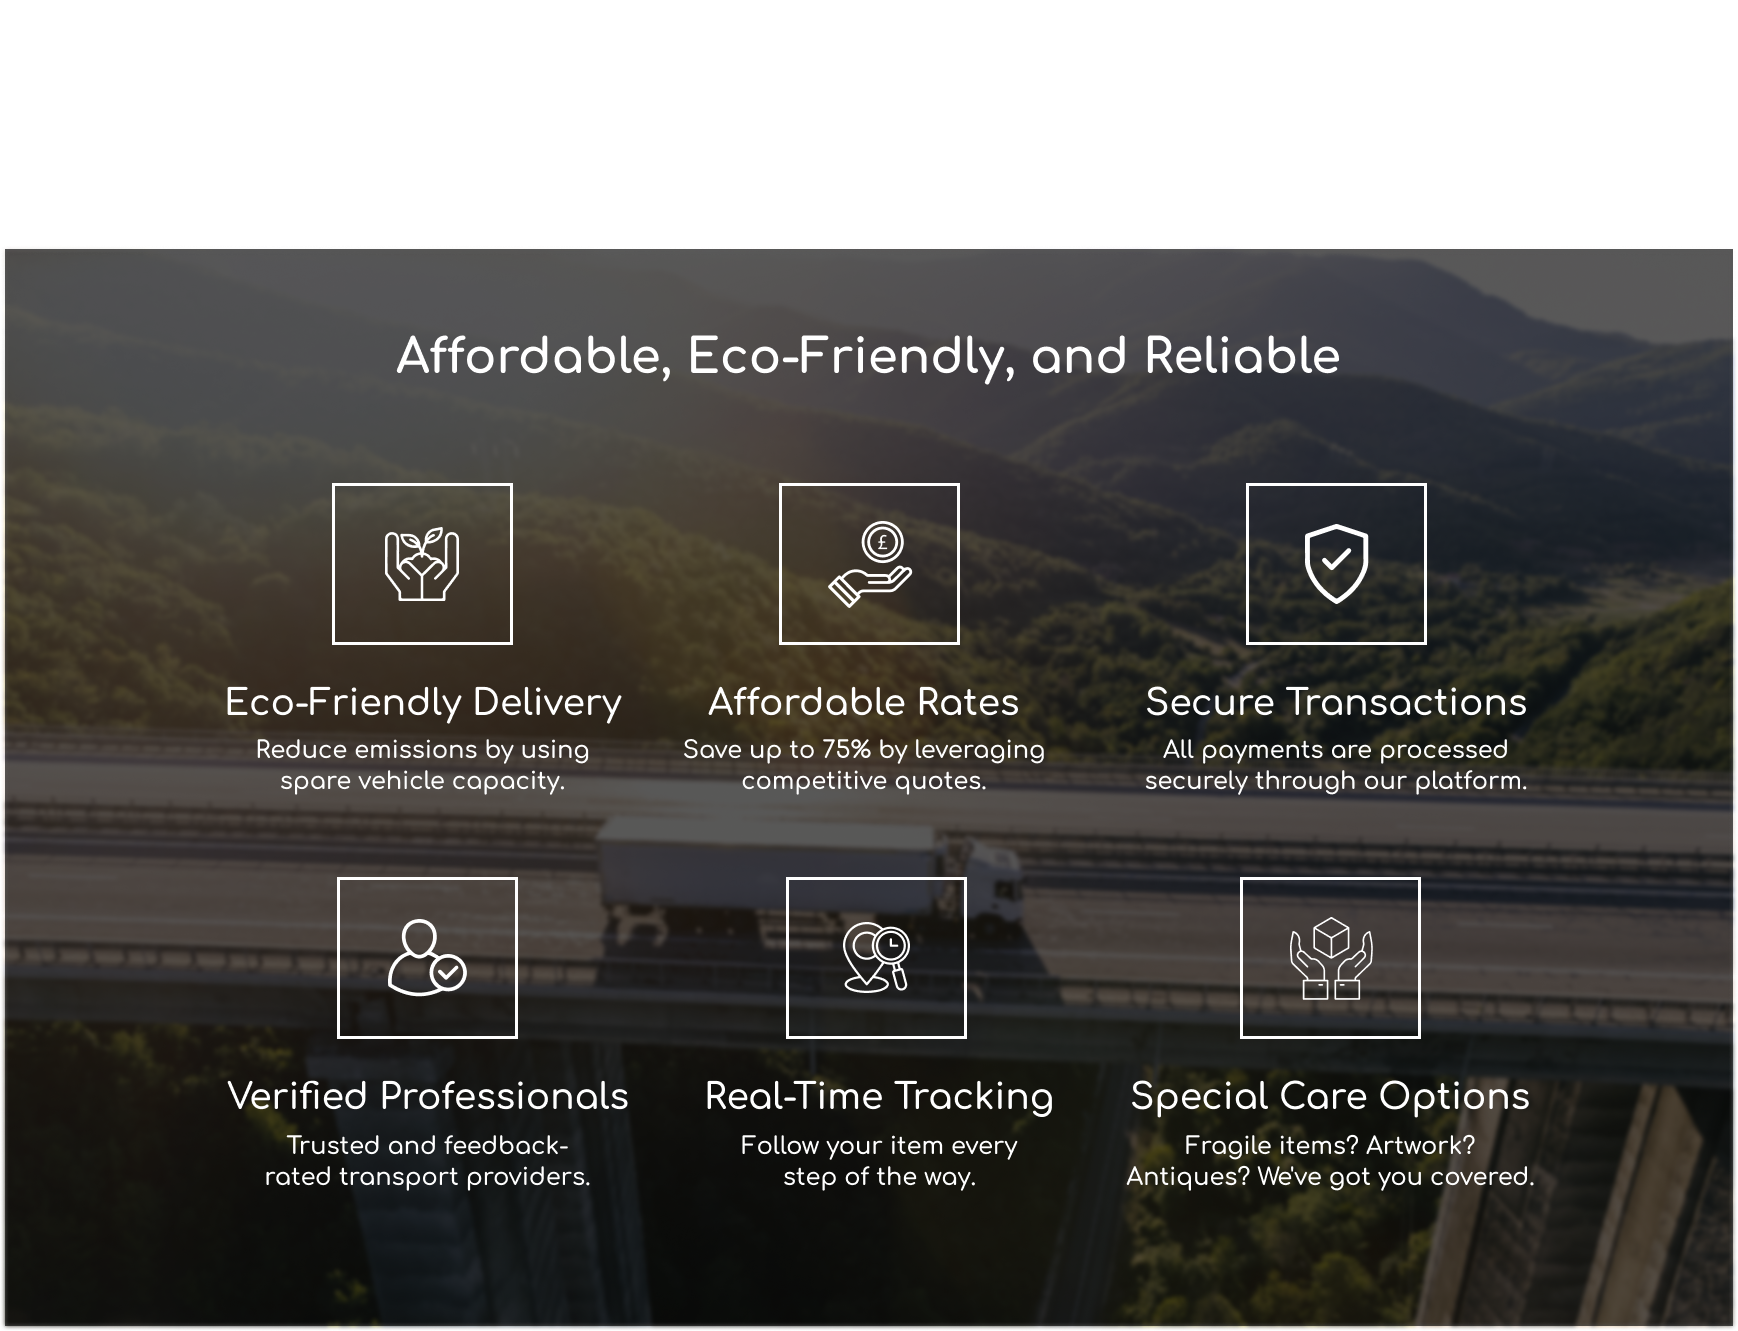 Affordable, Eco-Friendly, and Reliable
£
Eco-Friendly Delivery
Reduce emissions by using
spare vehicle capacity.
Affordable Rates
Save up to 75% by leveraging
competitive quotes.
Secure Transactions
All payments are processed
securely through our platform.
Verified Professionals
Trusted and feedback-
rated transport providers.
Real-Time Tracking
Follow your item every
step of the way.
Special Care Options
Fragile items? Artwork?
Antiques? We've got you covered.